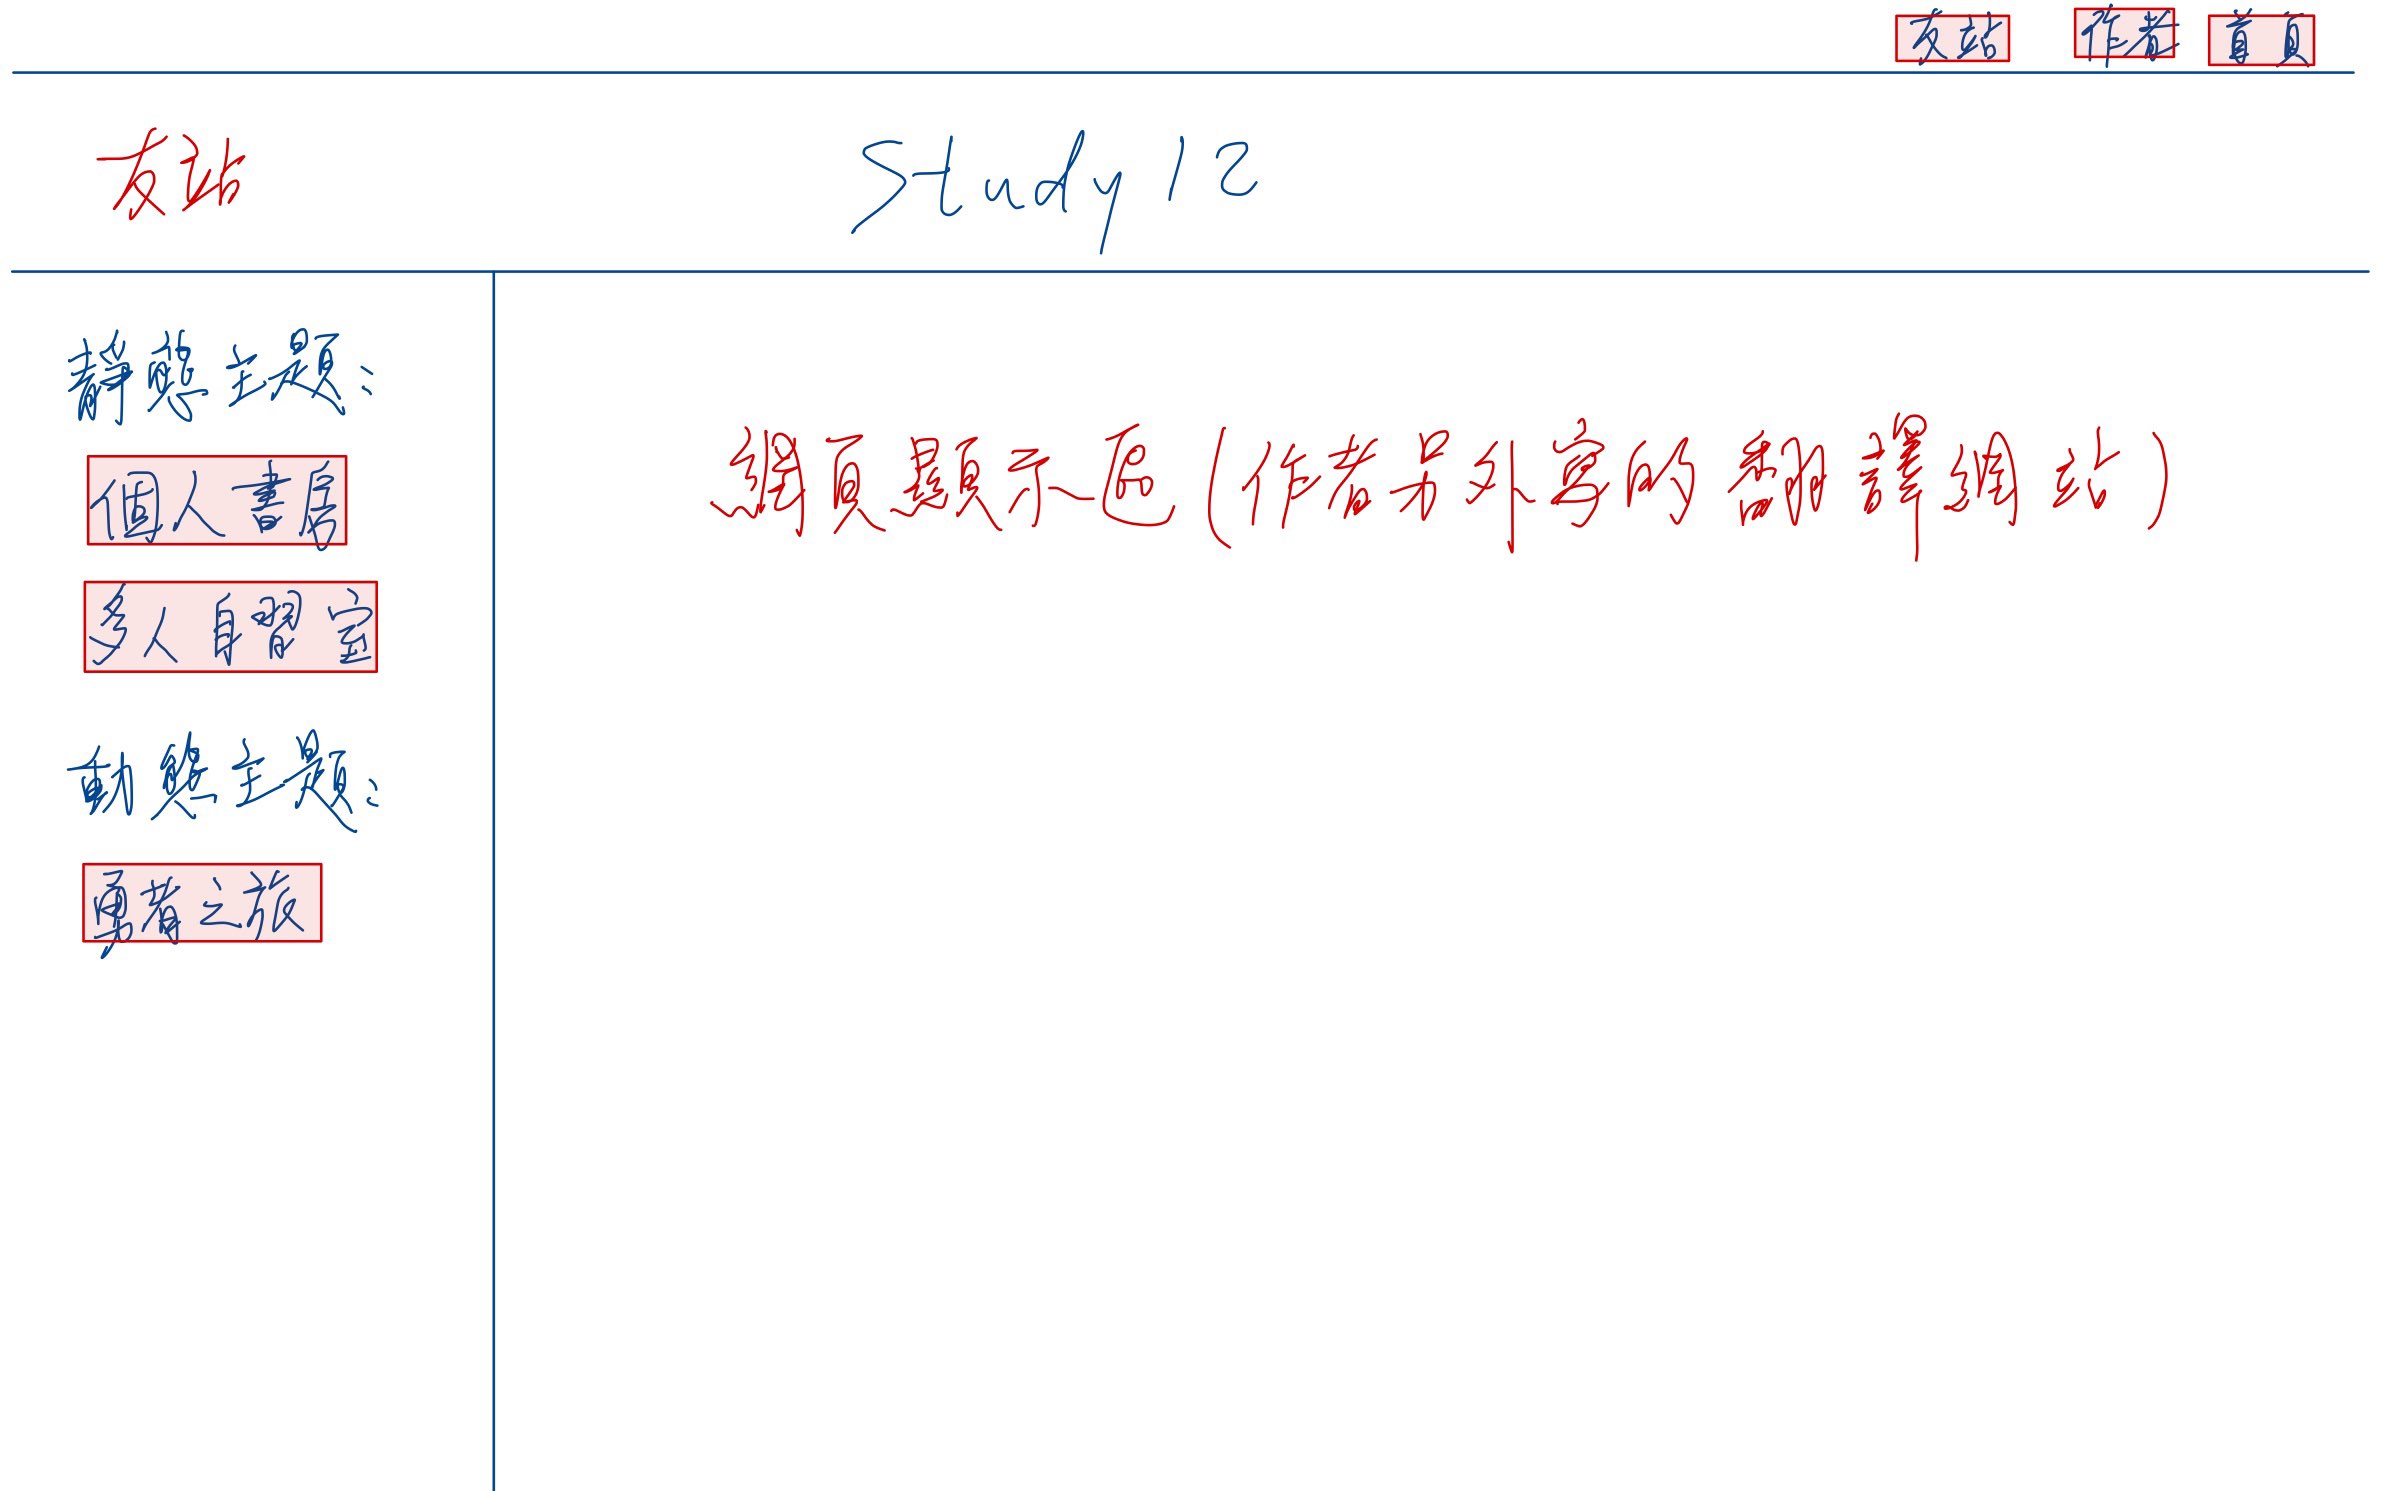 友站 作者 首頁
友站 Study 12
靜態主題：
個人書房
網頁顯示區（作者另外寫的翻譯網站）
多人自習室
動態主題：
勇者之旅